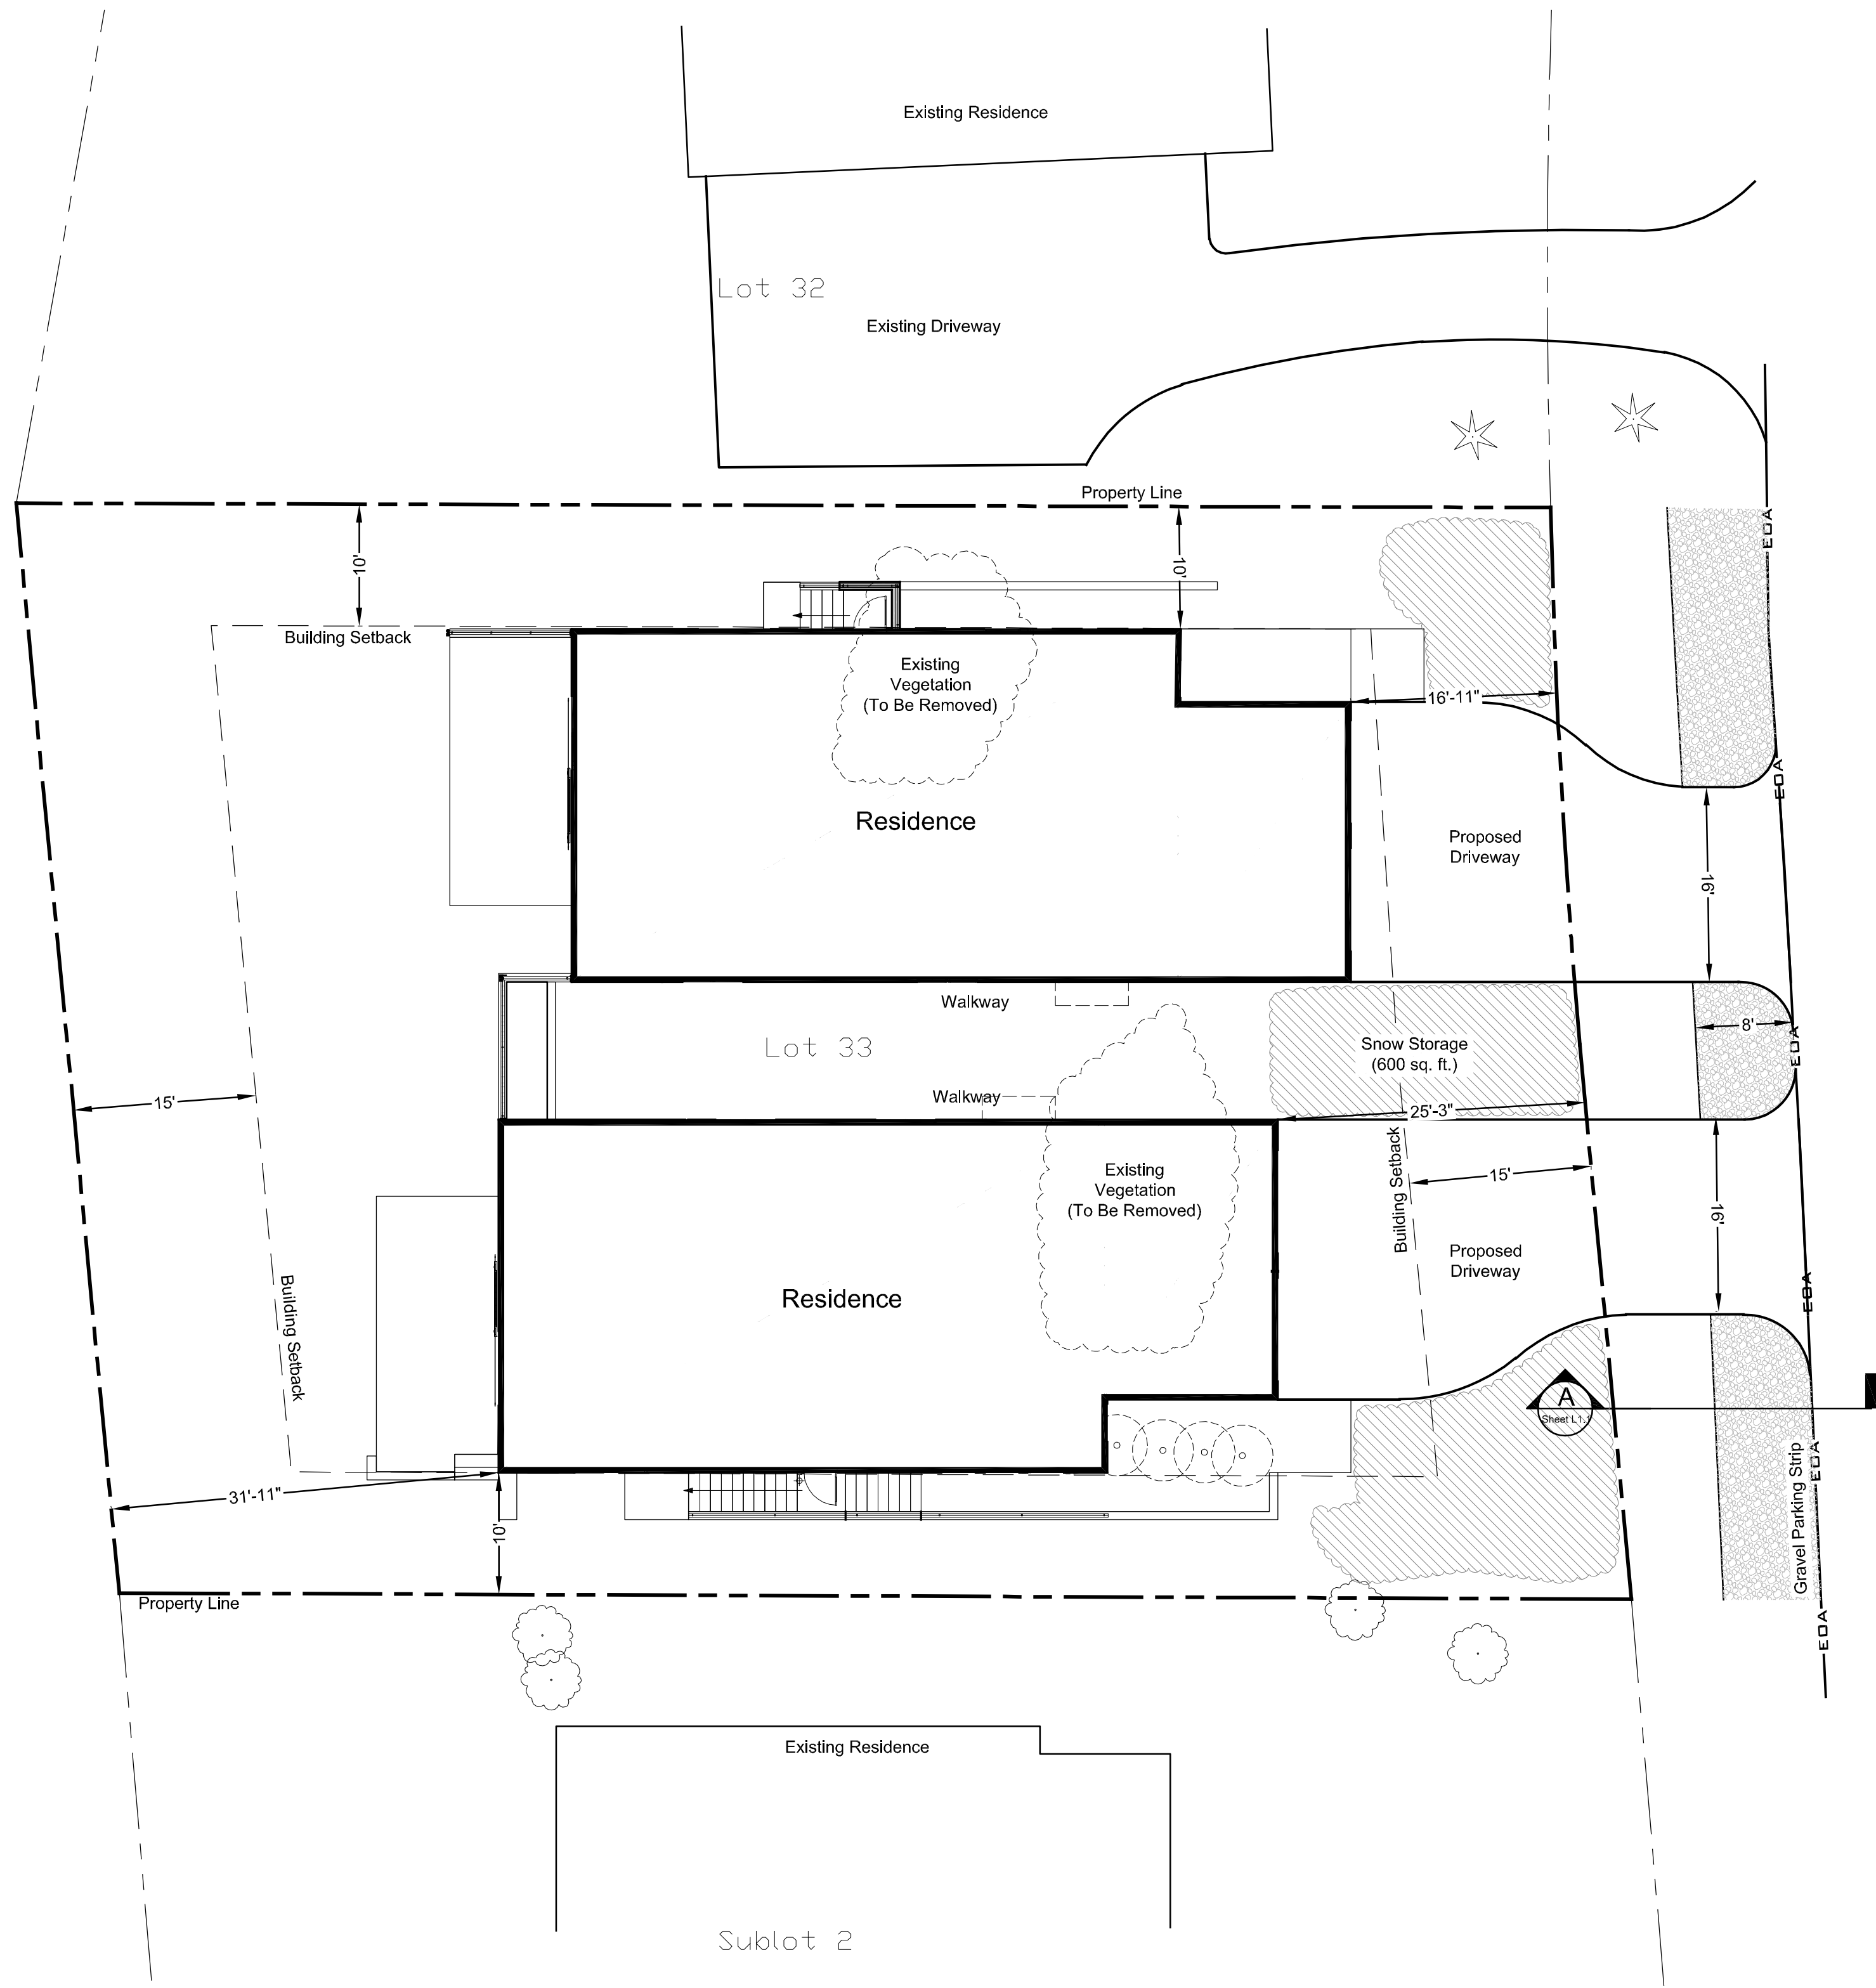 Existing Residence
Lot 32
Existing Driveway
Property Line
EOA
10'
10'
Building Setback
Existing
Vegetation
(To Be Removed)
16'-11"
EOA
Residence
Proposed
Driveway
16'
Walkway
Lot 33
Snow Storage
(600 sq. ft.)
8'
EOA
15'
Walkway
25'-3"
Building Setback
Existing
Vegetation
(To Be Removed)
15'
16'
Proposed
Driveway
EOA
Building Setback
Residence
A
Sheet L1.1
31'-11"
10'
Gravel Parking Strip
EOA
Property Line
EOA
Existing Residence
Sublot 2